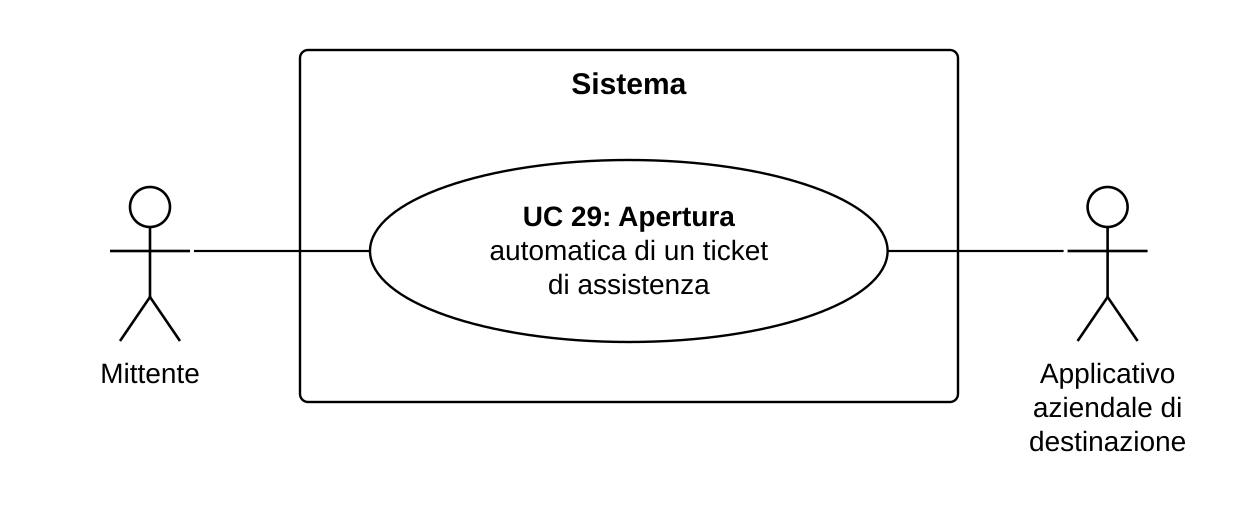 Sistema
UC 29: Apertura
automatica di un ticket
di assistenza
Mittente
Applicativo
aziendale di
destinazione